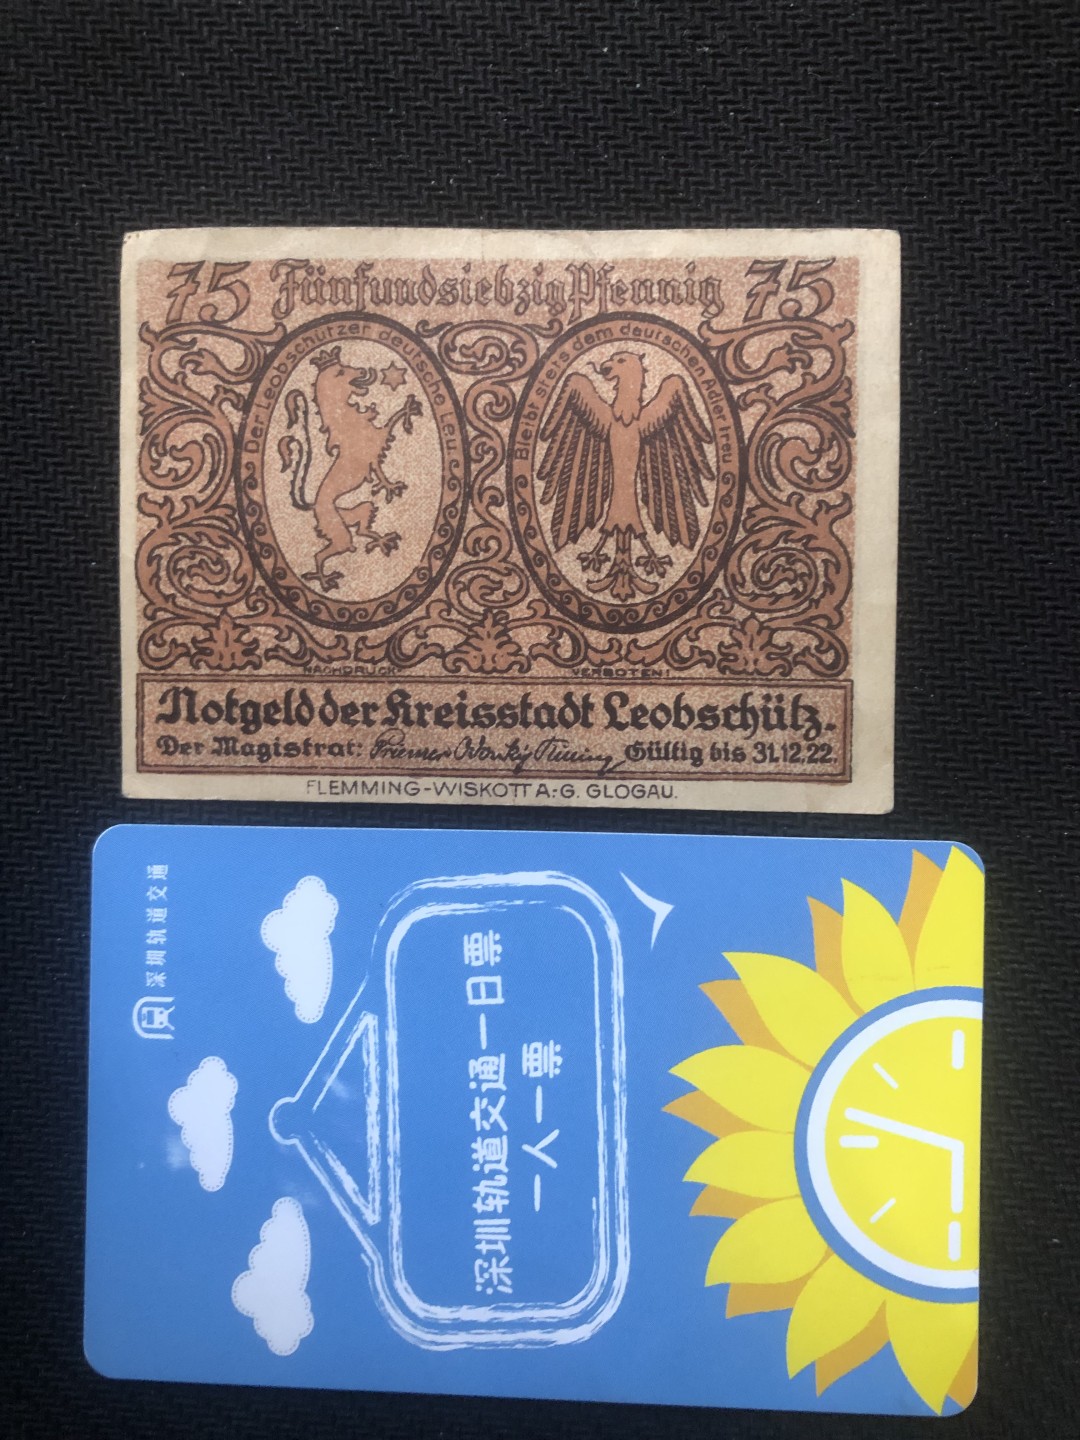 75 Fünfundsiebzig Pfennig 75
Der Leobschützer deutsche Leu.
Bleibt stets dem deutschen Adler treu
NACHDRUCK VERBOTEN!
Notgeld der Kreisstadt Leobschütz.
Der Magistrat: Gültig bis 31.12.22.
FLEMMING-WISKOTT A.-G. GLOGAU.
深圳轨道交通
深圳轨道交通一日票
一人一票